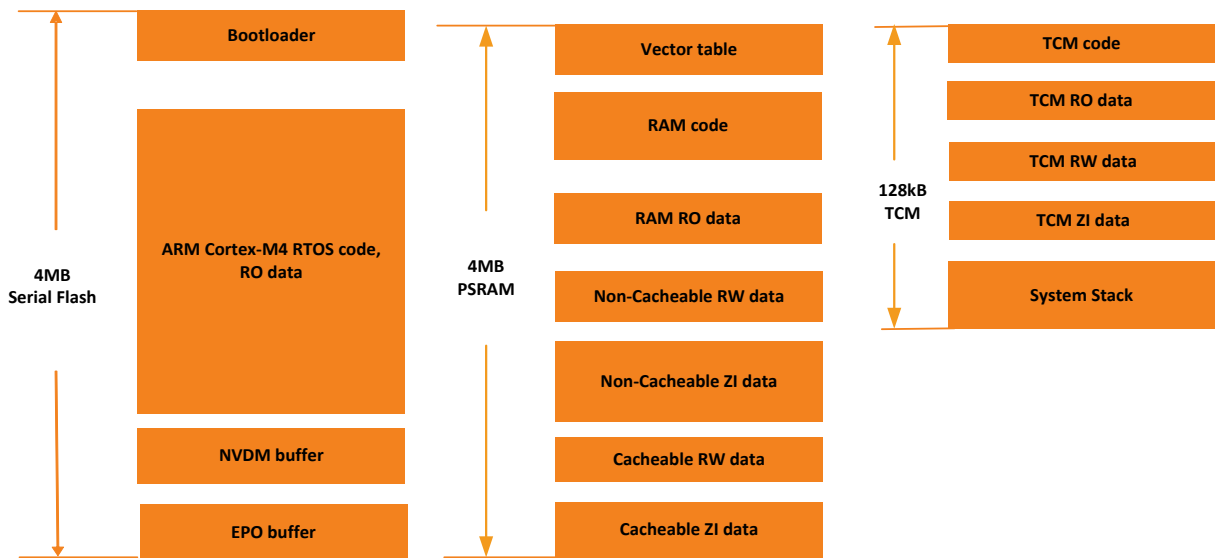 4MB
Serial Flash
Bootloader
ARM Cortex-M4 RTOS code,
RO data
NVDM buffer
EPO buffer
4MB
PSRAM
Vector table
RAM code
RAM RO data
Non-Cacheable RW data
Non-Cacheable ZI data
Cacheable RW data
Cacheable ZI data
128kB
TCM
TCM code
TCM RO data
TCM RW data
TCM ZI data
System Stack